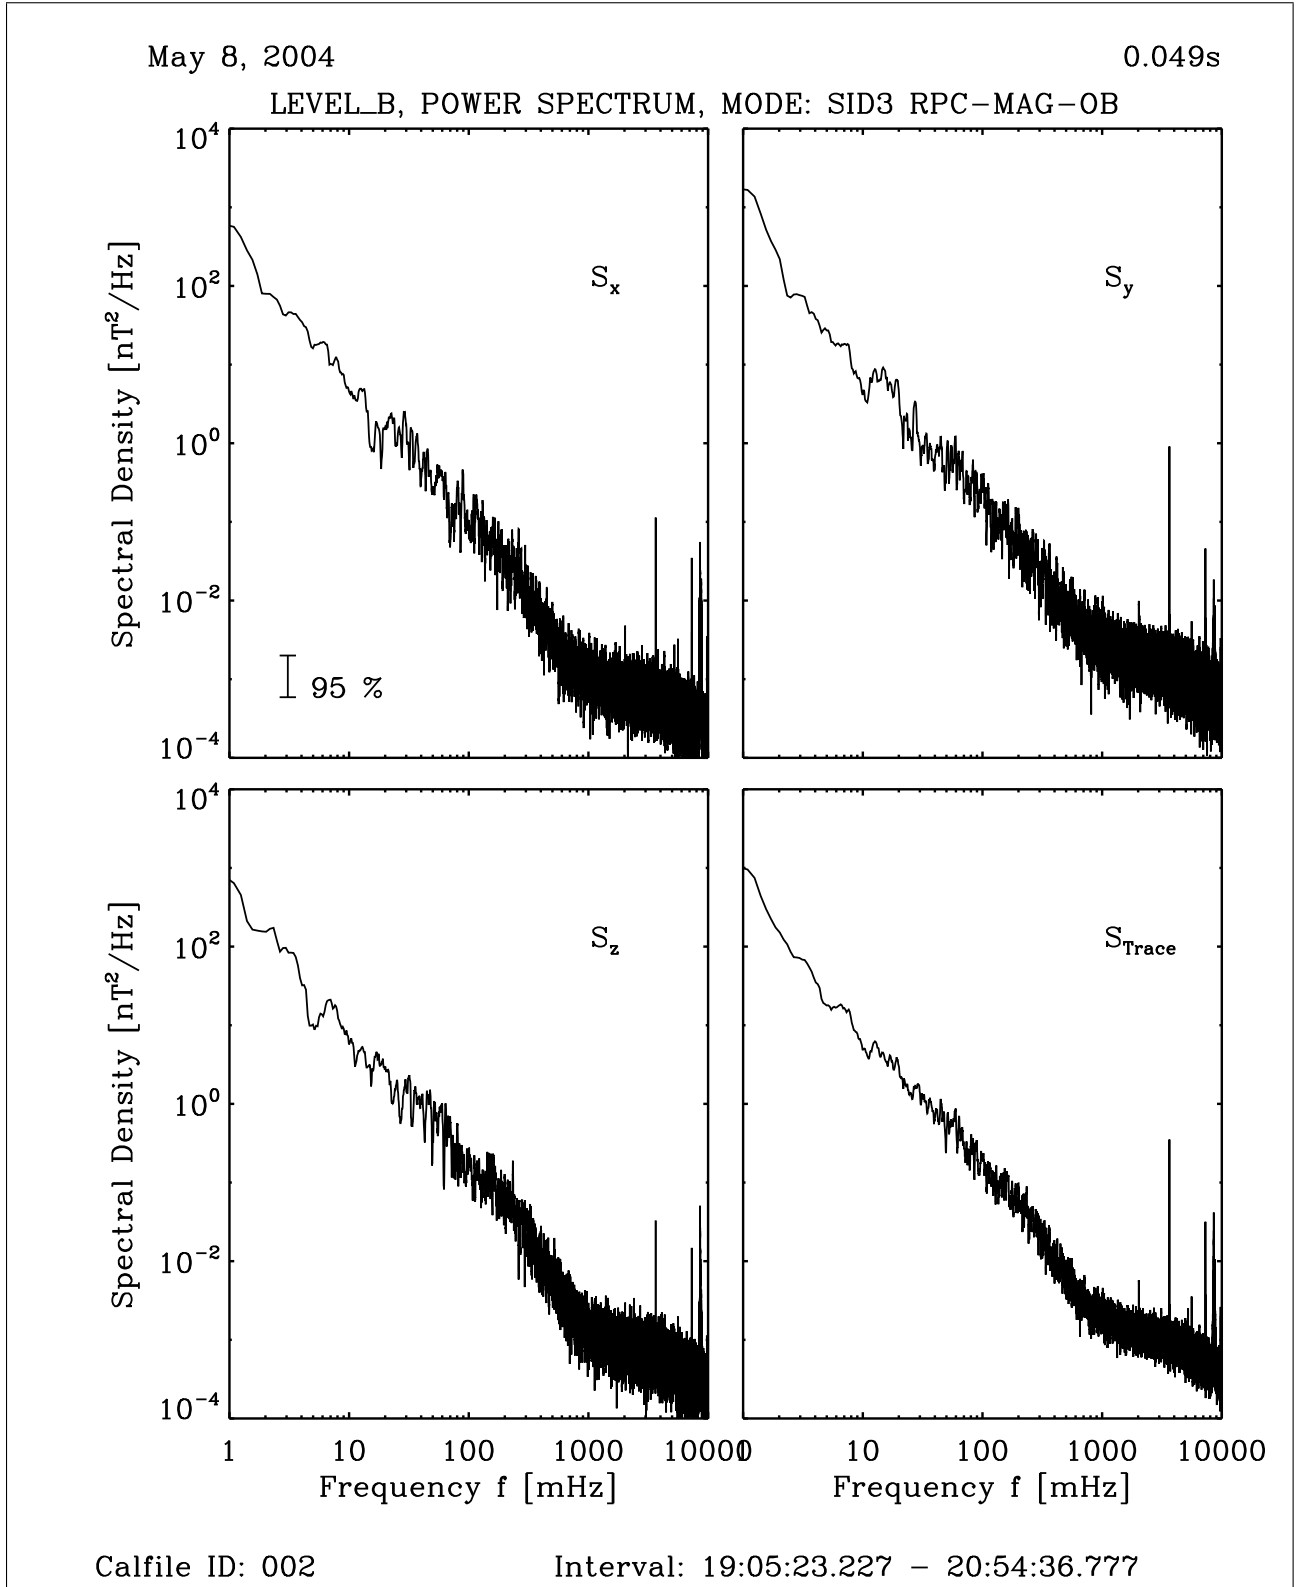 May 8, 2004 0.049s
LEVEL_B, POWER SPECTRUM, MODE: SID3 RPC-MAG-OB
10^4
10^2
10^0
10^-2
10^-4
Spectral Density [nT^2/Hz]
S_x
95 %
S_y
10^4
10^2
10^0
10^-2
10^-4
Spectral Density [nT^2/Hz]
S_z
S_Trace
1 10 100 1000 10000 10 100 1000 10000
Frequency f [mHz] Frequency f [mHz]
Calfile ID: 002 Interval: 19:05:23.227 - 20:54:36.777